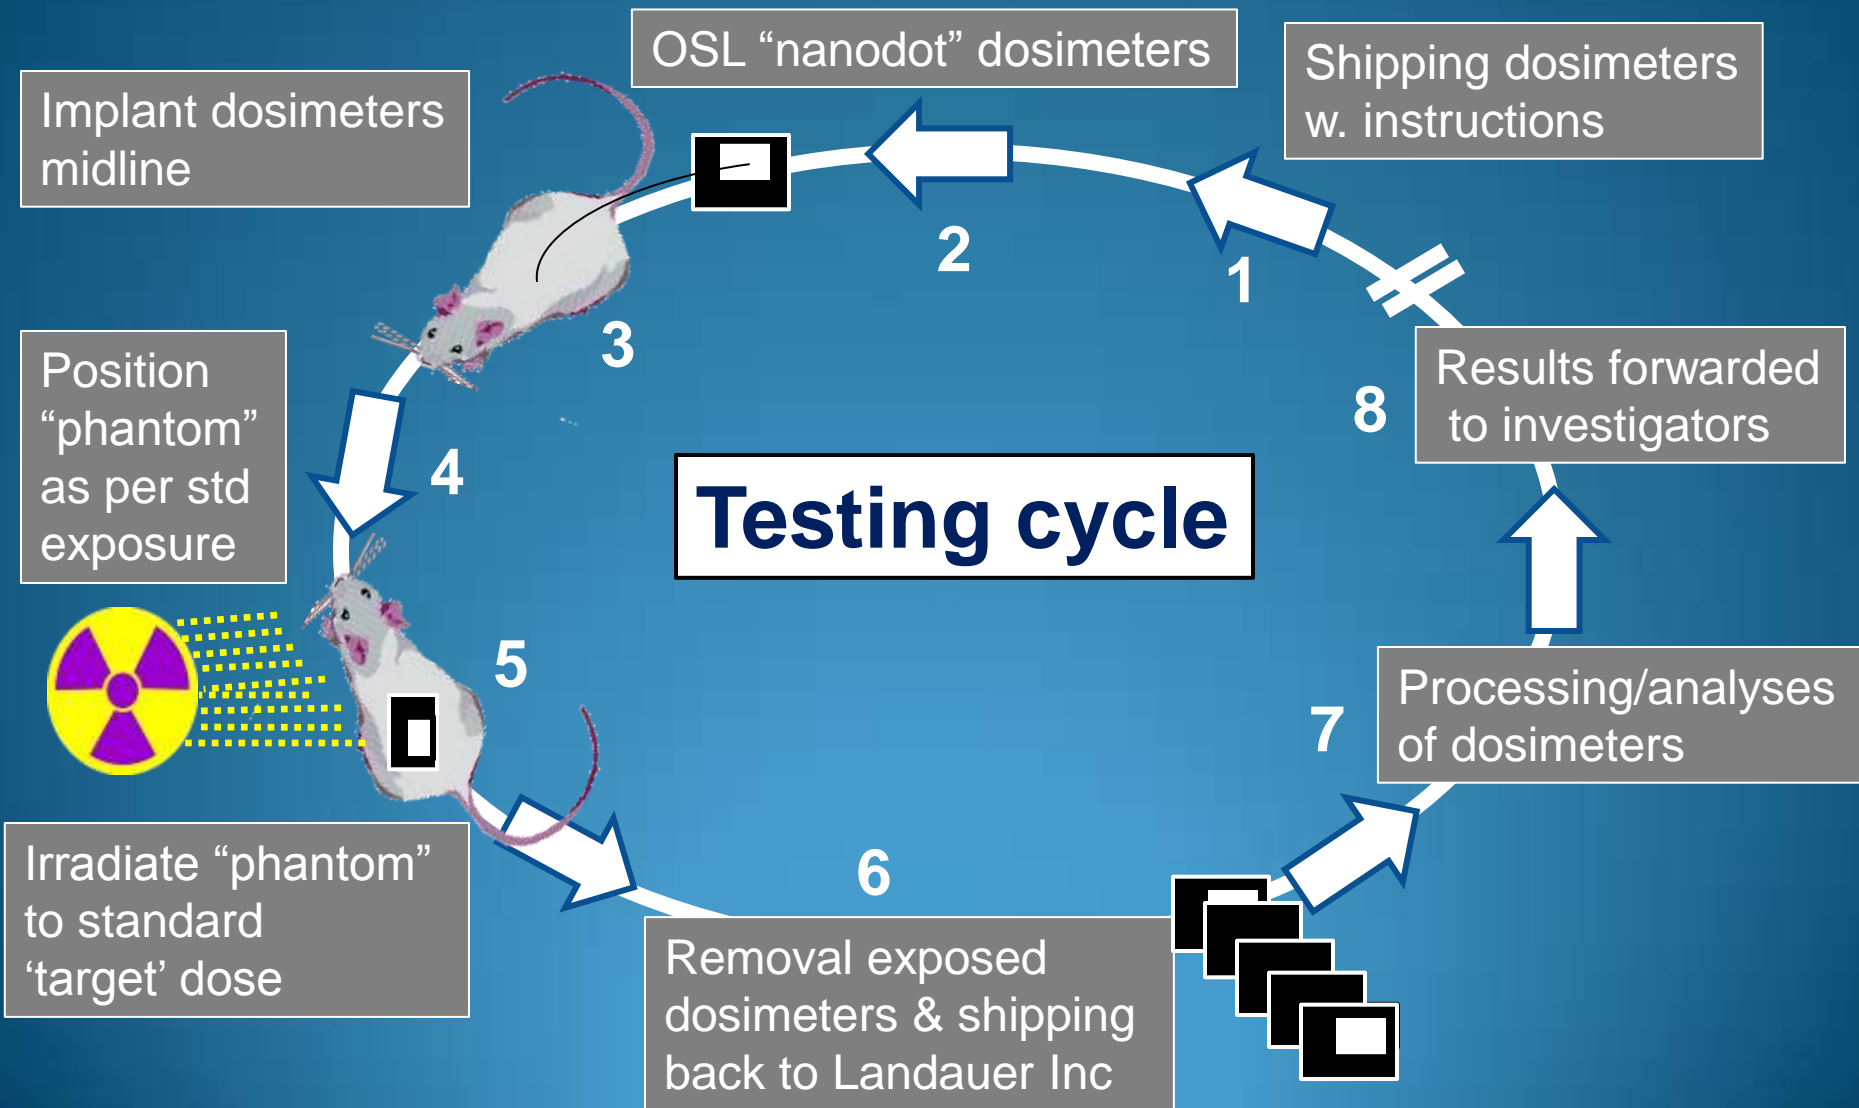 Testing cycle
Shipping dosimeters
w. instructions
1
OSL “nanodot” dosimeters
2
Implant dosimeters
midline
3
Position
“phantom”
as per std
exposure
4
Irradiate “phantom”
to standard
‘target’ dose
5
Removal exposed
dosimeters & shipping
back to Landauer Inc
6
Processing/analyses
of dosimeters
7
Results forwarded
to investigators
8